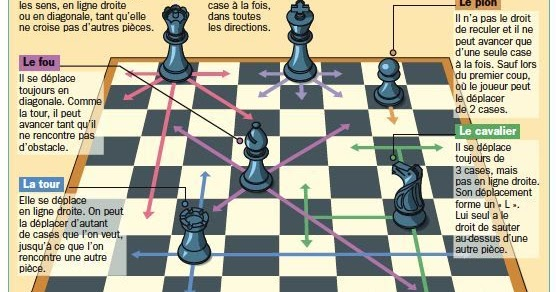 les sens, en ligne droite
ou en diagonale, tant qu'elle
ne croise pas d'autres pièces.
case à la fois,
dans toutes
les directions.
Le pion
Il n'a pas le droit
de reculer et il ne
peut avancer que
d'une seule case
à la fois. Sauf lors
du premier coup,
où le joueur peut
le déplacer
de 2 cases.
Le fou
Il se déplace
toujours en
diagonale. Comme
la tour, il peut
avancer tant qu'il
ne rencontre pas
d'obstacle.
Le cavalier
Il se déplace
toujours de
3 cases, mais
pas en ligne droite.
Son déplacement
forme un « L ».
Lui seul a le
droit de sauter
au-dessus d'une
autre pièce.
La tour
Elle se déplace
en ligne droite. On peut
la déplacer d'autant
de cases que l'on veut,
jusqu'à ce que l'on
rencontre une autre
pièce.